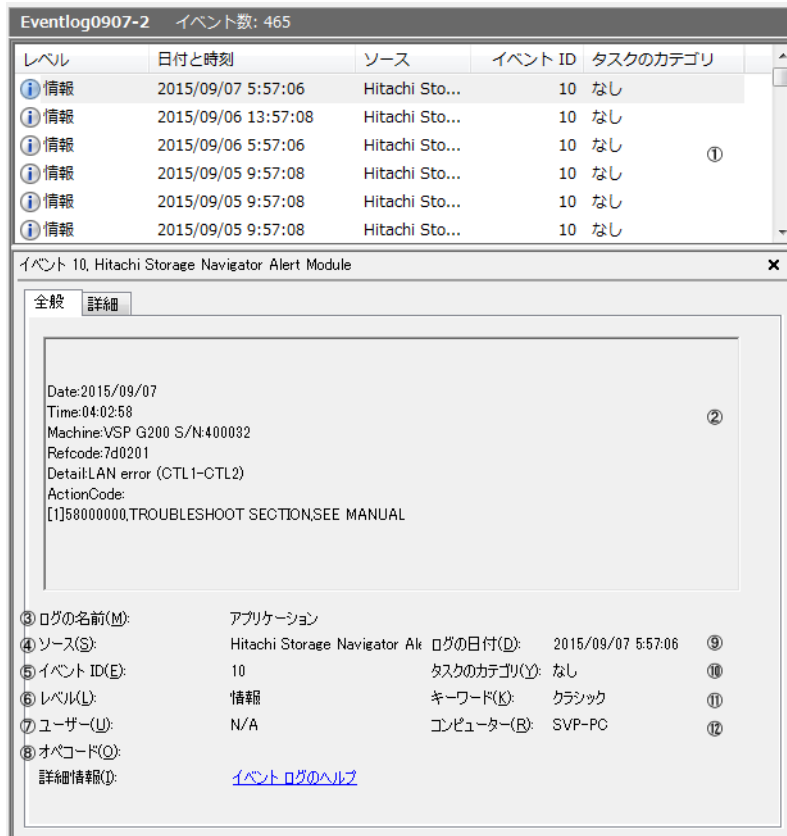 Eventlog0907-2 イベント数: 465
レベル 日付と時刻 ソース イベント ID タスクのカテゴリ
情報 2015/09/07 5:57:06 Hitachi Sto... 10 なし
情報 2015/09/06 13:57:08 Hitachi Sto... 10 なし
情報 2015/09/06 5:57:06 Hitachi Sto... 10 なし
①
情報 2015/09/05 9:57:08 Hitachi Sto... 10 なし
情報 2015/09/05 9:57:08 Hitachi Sto... 10 なし
情報 2015/09/05 9:57:08 Hitachi Sto... 10 なし
イベント 10, Hitachi Storage Navigator Alert Module
全般 詳細
Date:2015/09/07
Time:04:02:58
②
Machine:VSP G200 S/N:400032
Refcode:7d0201
Detail:LAN error (CTL1-CTL2)
ActionCode:
[1]58000000,TROUBLESHOOT SECTION,SEE MANUAL
③ ログの名前(M): アプリケーション
④ ソース(S): Hitachi Storage Navigator Ale ログの日付(D): 2015/09/07 5:57:06 ⑨
⑤ イベント ID(E): 10 タスクのカテゴリ(Y): なし ⑩
⑥ レベル(L): 情報 キーワード(K): クラシック ⑪
⑦ ユーザー(U): N/A コンピューター(R): SVP-PC ⑫
⑧ オペコード(O):
詳細情報(I): イベント ログのヘルプ